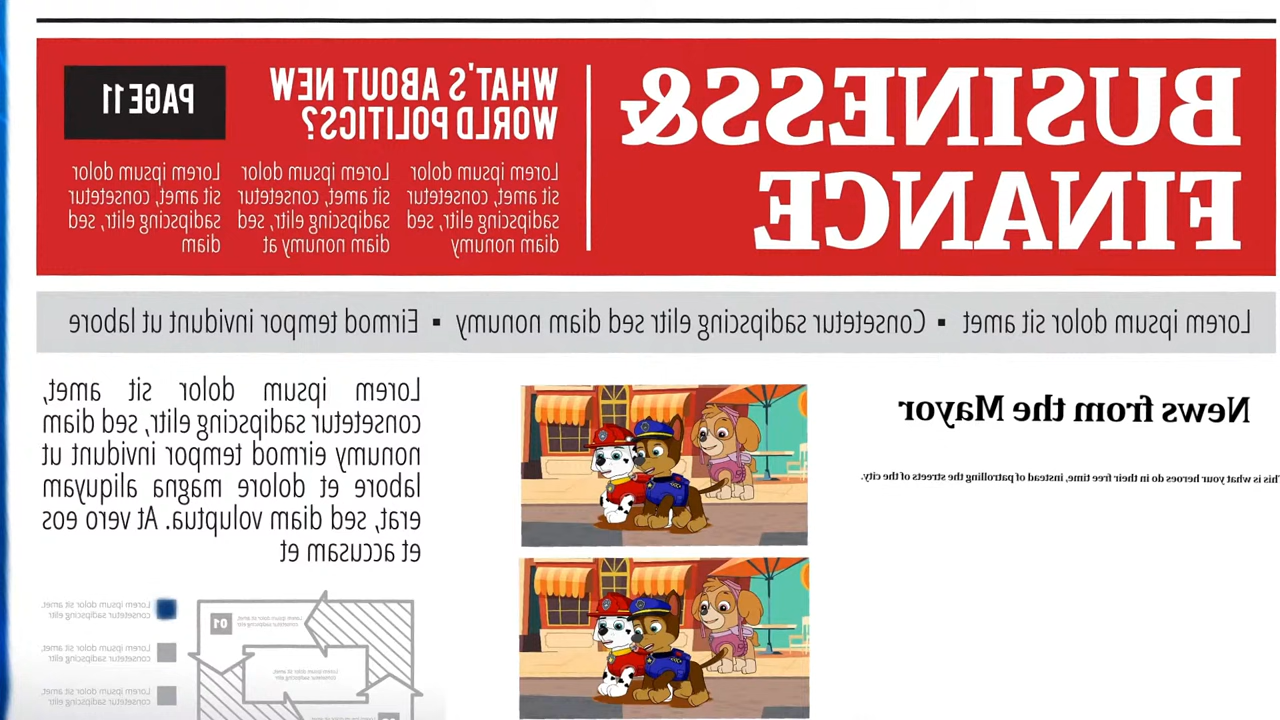 BUSINESS&
FINANCE
WHAT'S ABOUT NEW
WORLD POLITICS?
PAGE 11
Lorem ipsum dolor
sit amet, consetetur
sadipscing elitr, sed
diam nonumy
Lorem ipsum dolor
sit, amet, consetetur
sadipscing elitr, sed
diam nonumy at
Lorem ipsum dolor
sit, amet, consetetur
sadipscing elitr, sed,
diam
Lorem ipsum dolor sit amet ▪ Consetetur sadipscing elitr sed diam nonumy ▪ Eirmod tempor invidunt ut labore
News from the Mayor
This is what your heroes do in their free time, instead of patrolling the streets of the city.
Lorem ipsum dolor sit amet,
consetetur sadipscing elitr, sed diam
nonumy eirmod tempor invidunt ut
labore et dolore magna aliquyam
erat, sed diam voluptua. At vero eos
et accusam et
01
Lorem ipsum dolor sit amet,
consetetur sadipscing elitr
Lorem ipsum dolor sit amet,
consetetur sadipscing elitr
Lorem ipsum dolor sit amet,
consetetur sadipscing elitr